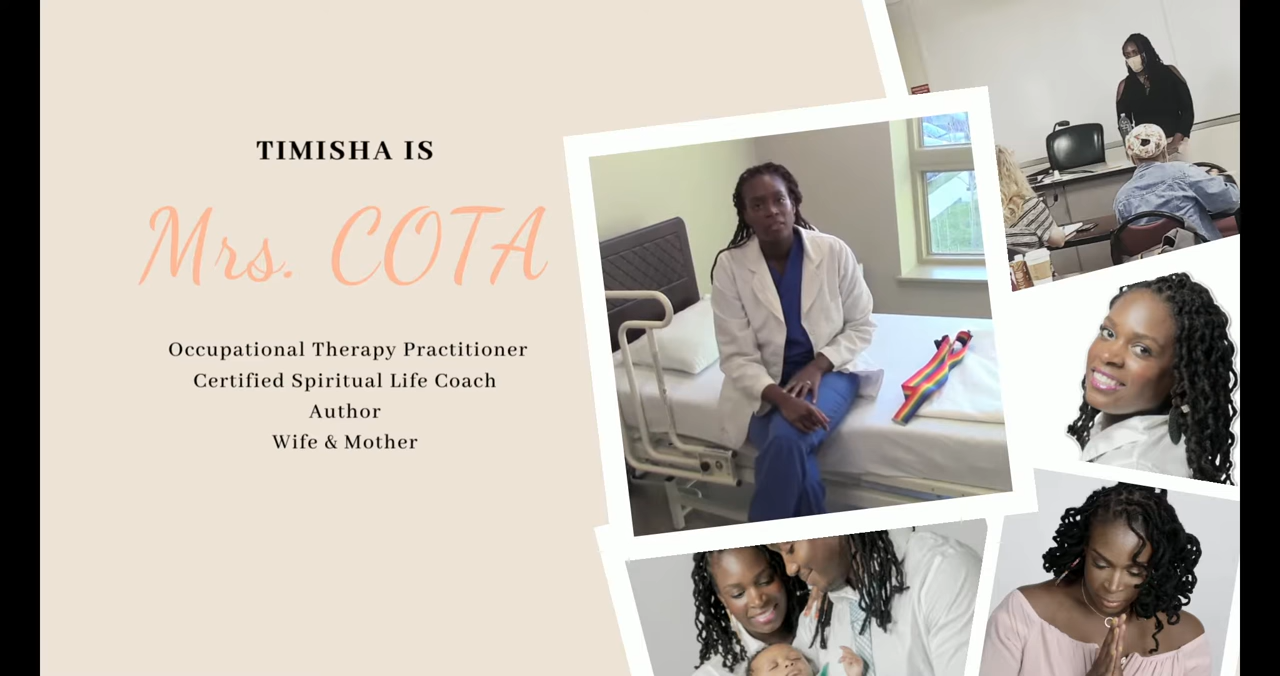 TIMISHA IS
Mrs. COTA
Occupational Therapy Practitioner
Certified Spiritual Life Coach
Author
Wife & Mother